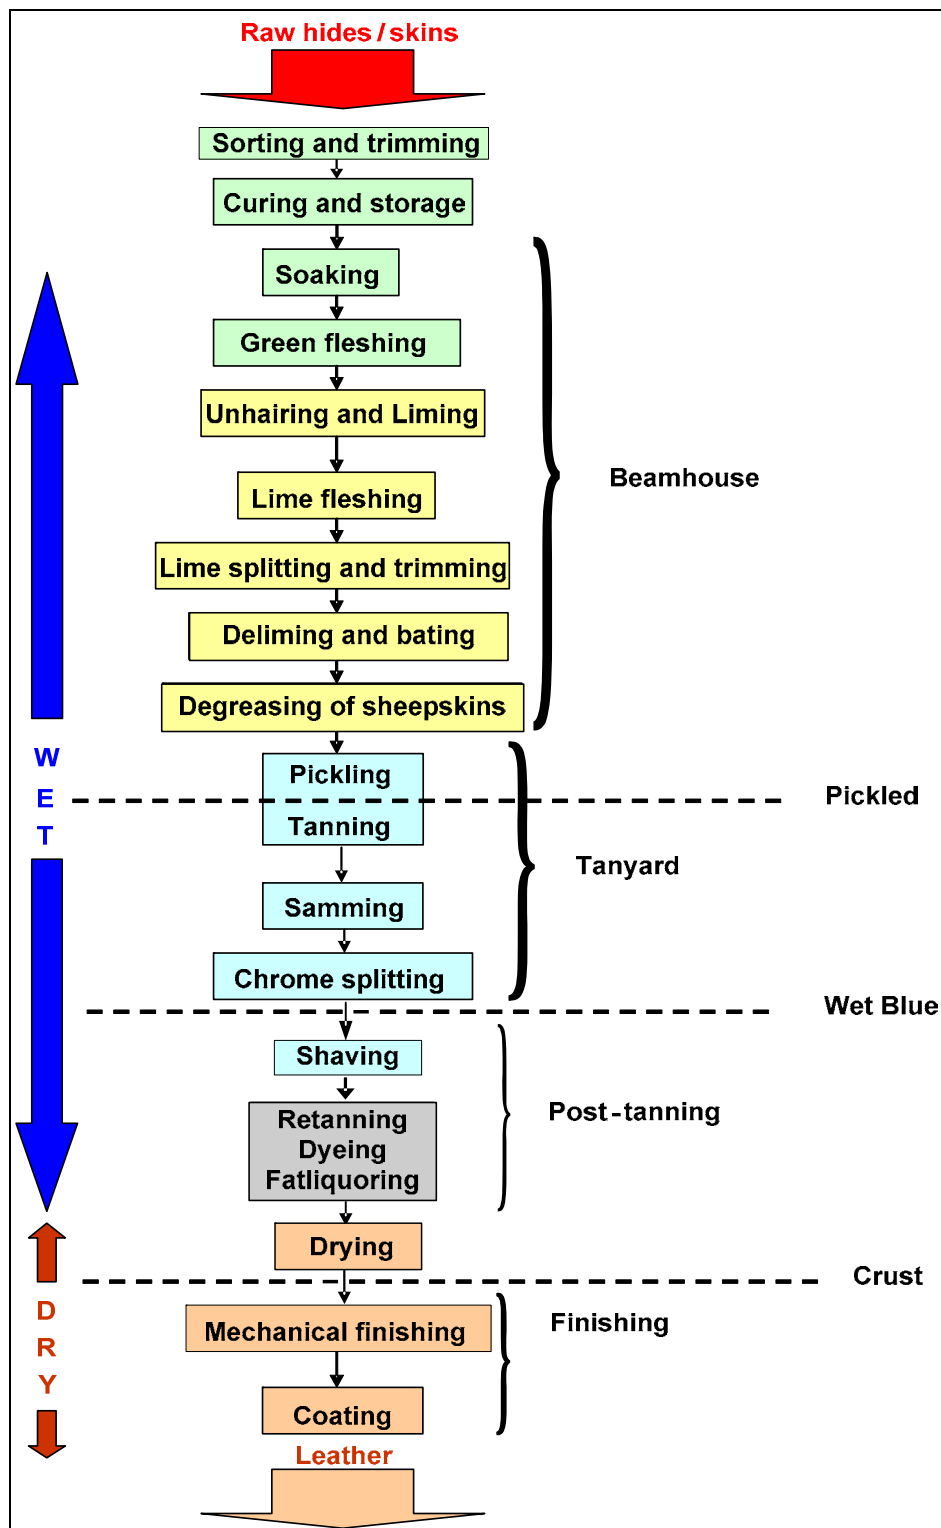 Raw hides / skins
Sorting and trimming
Curing and storage
Soaking
Green fleshing
Unhairing and Liming
Beamhouse
Lime fleshing
Lime splitting and trimming
Deliming and bating
Degreasing of sheepskins
WET
Pickling
Pickled
Tanning
Tanyard
Samming
Chrome splitting
Wet Blue
Shaving
Post-tanning
Retanning
Dyeing
Fatliquoring
Drying
Crust
DRY
Mechanical finishing
Finishing
Coating
Leather